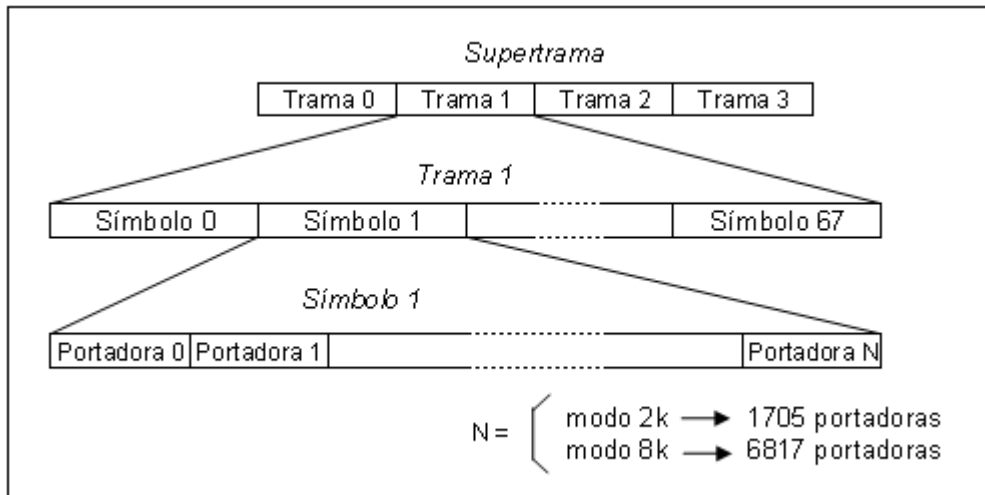 Supertrama
Trama 0 Trama 1 Trama 2 Trama 3
Trama 1
Símbolo 0 Símbolo 1 Símbolo 67
Símbolo 1
Portadora 0 Portadora 1 Portadora N
N = modo 2k → 1705 portadoras
modo 8k → 6817 portadoras